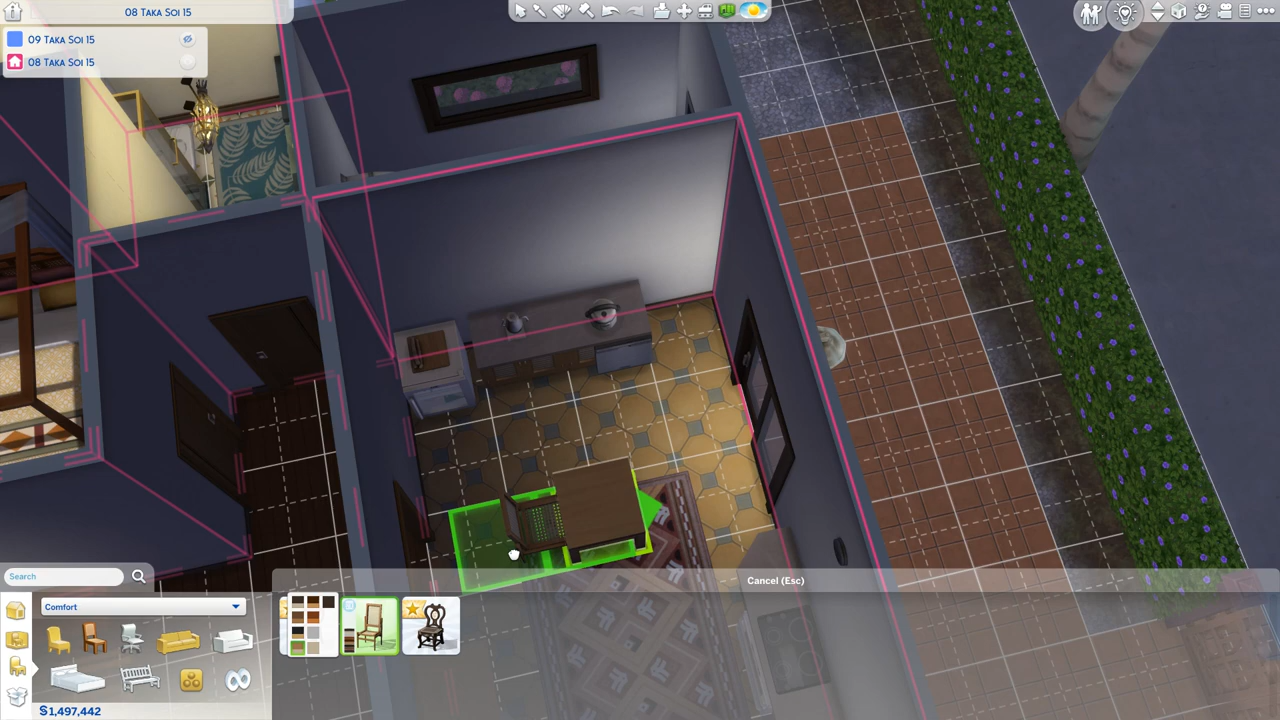 08 Taka Soi 15
09 Taka Soi 15
08 Taka Soi 15
Cancel (Esc)
Search
Comfort
§1,497,442